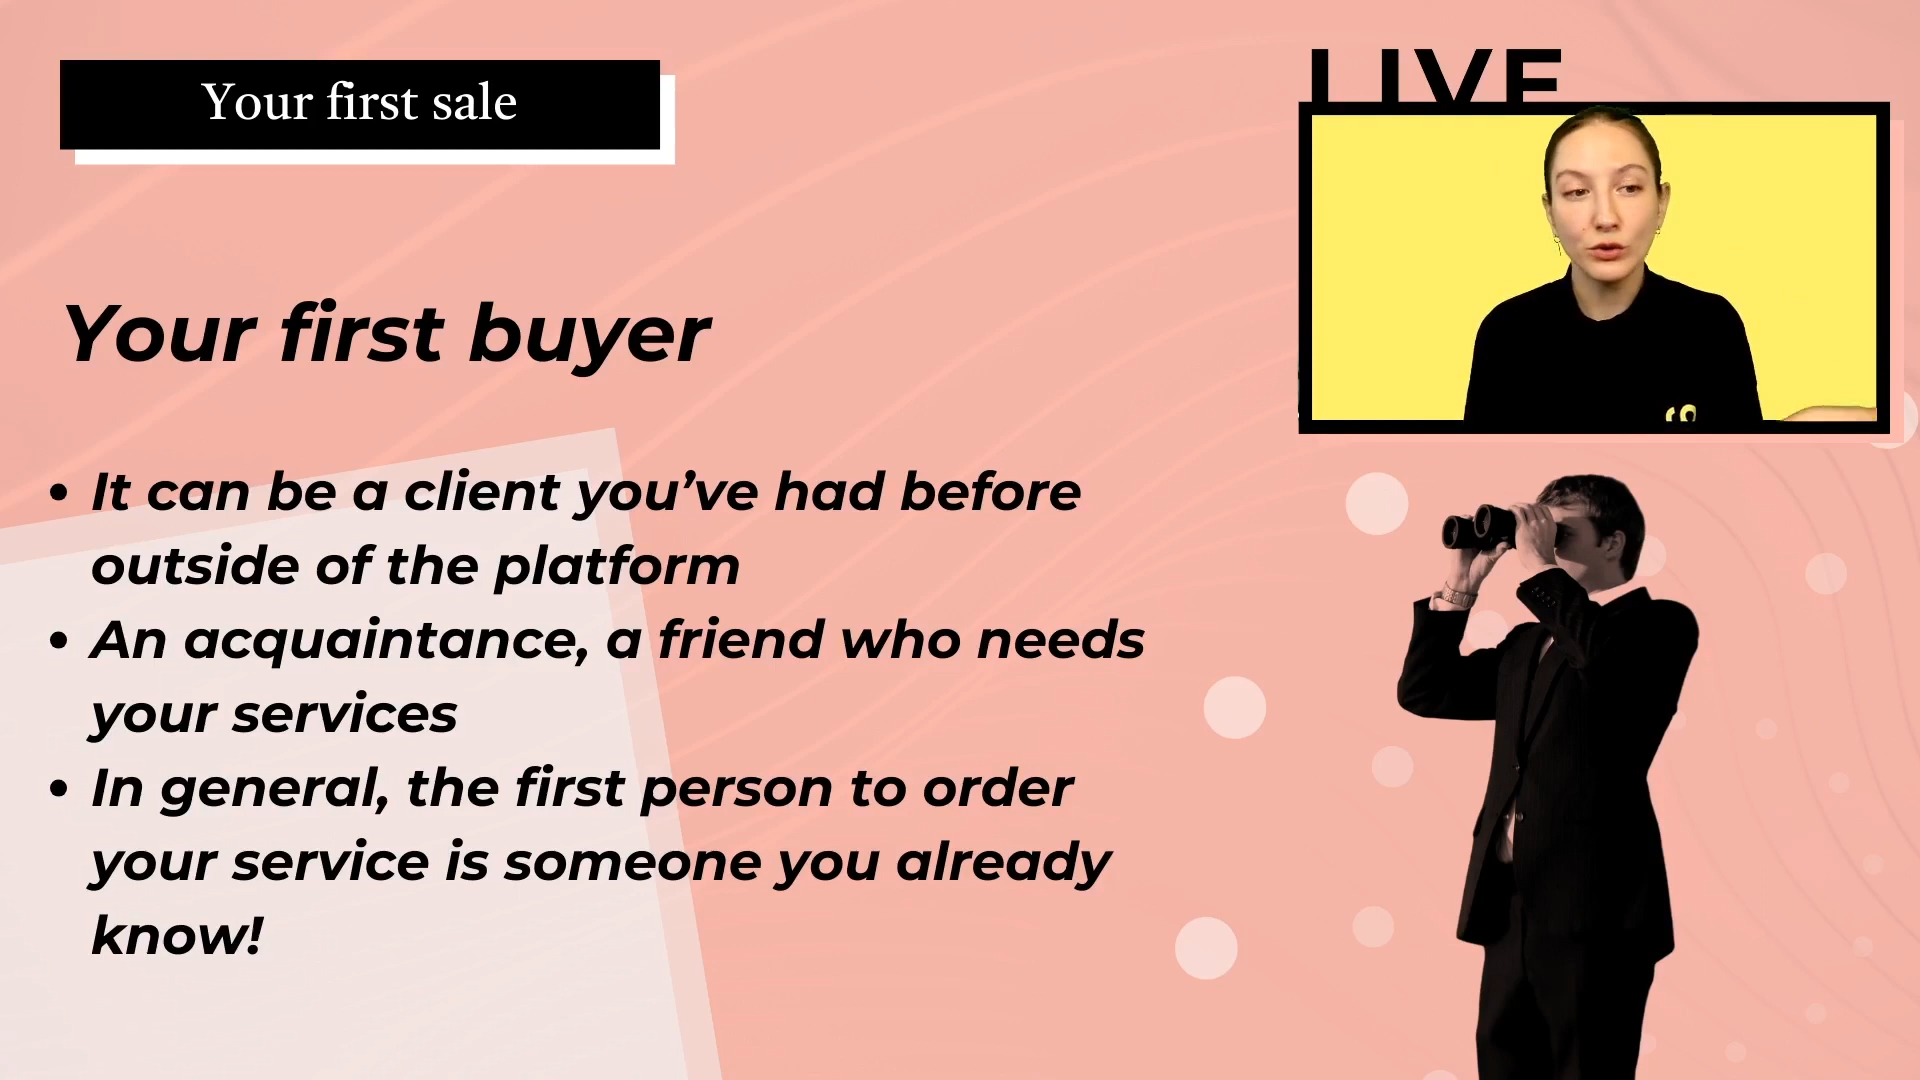 Your first sale
LIVE
Your first buyer
• It can be a client you’ve had before
outside of the platform
• An acquaintance, a friend who needs
your services
• In general, the first person to order
your service is someone you already
know!